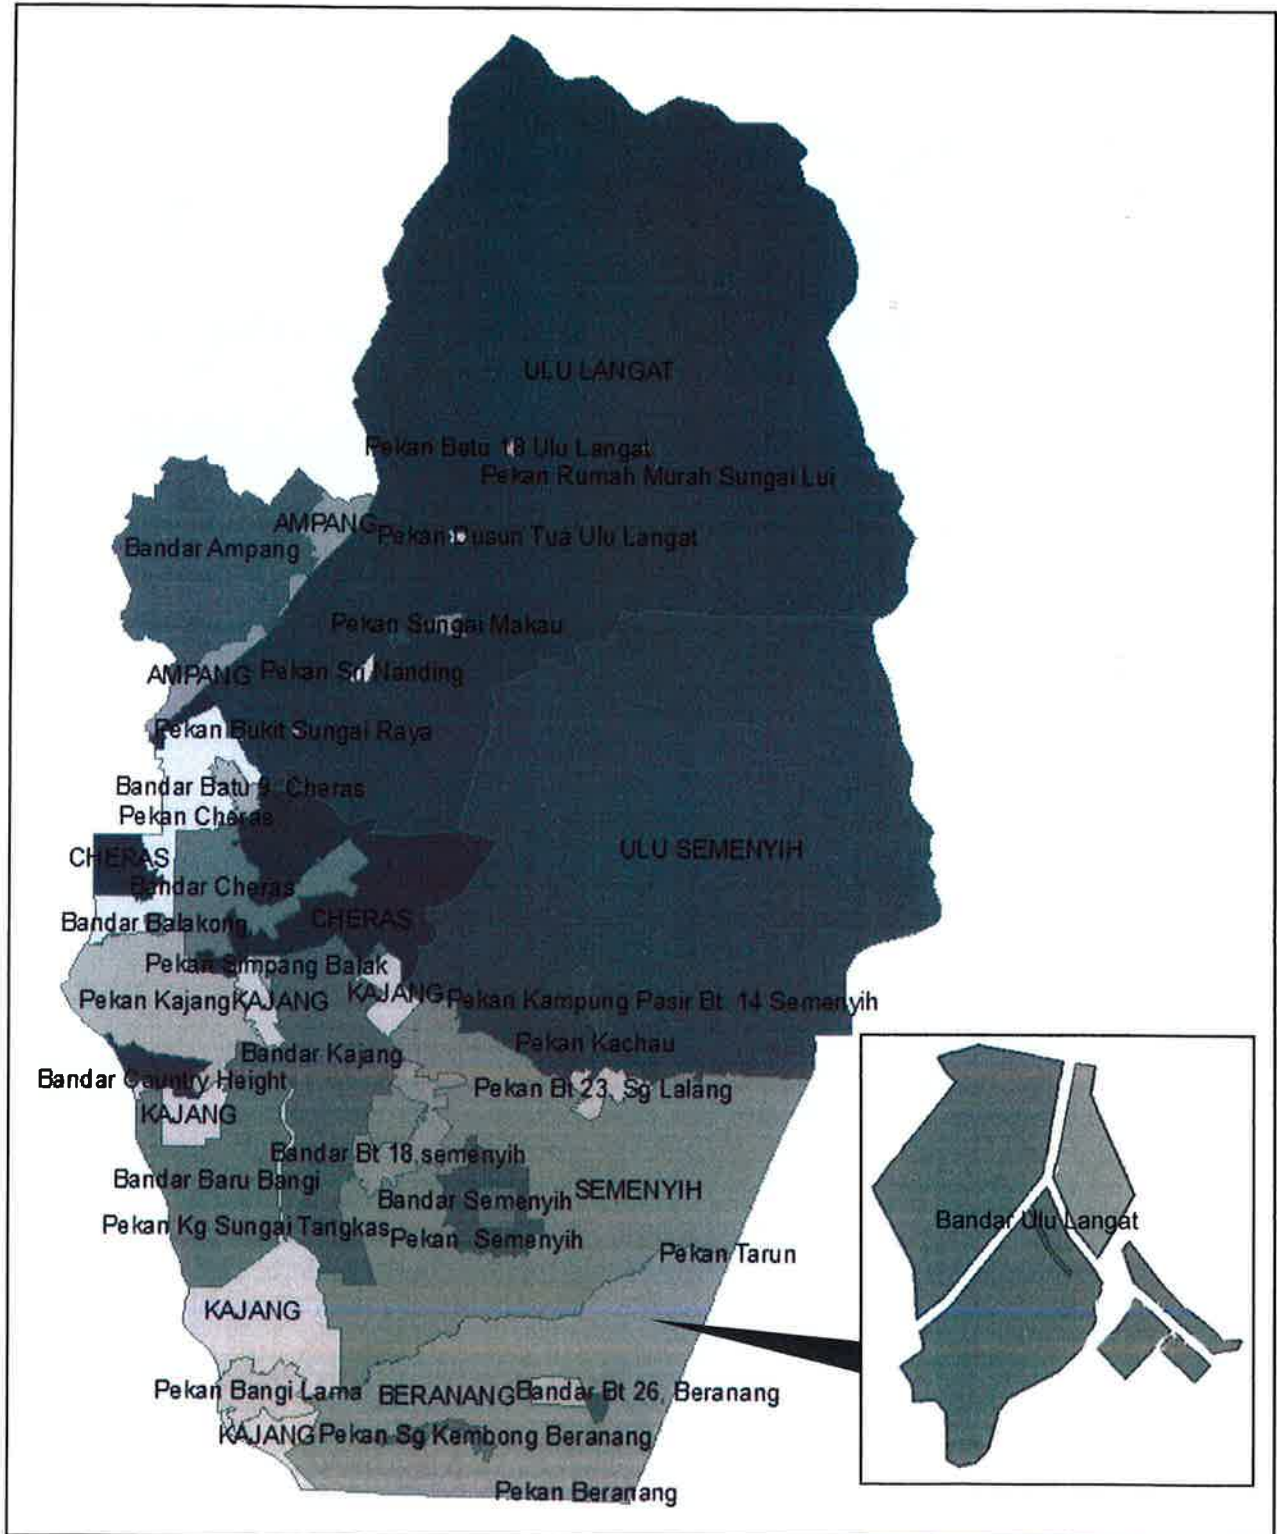 ULU LANGAT
Pekan Batu 18 Ulu Langat
Pekan Rumah Murah Sungai Lui
AMPANG
Pekan Dusun Tua Ulu Langat
Bandar Ampang
Pekan Sungai Makau
AMPANG
Pekan Sri Nanding
Pekan Bukit Sungai Raya
Bandar Batu 9, Cheras
Pekan Cheras
CHERAS
ULU SEMENYIH
Bandar Cheras
Bandar Balakong
CHERAS
Pekan Simpang Balak
Pekan Kajang
KAJANG
KAJANG
Pekan Kampung Pasir Bt. 14 Semenyih
Pekan Kachau
Bandar Kajang
Bandar Country Height
Pekan Bt 23, Sg Lalang
KAJANG
Bandar Bt 18,semenyih
Bandar Baru Bangi
Bandar Semenyih
SEMENYIH
Pekan Kg Sungai Tangkas
Pekan Semenyih
Pekan Tarun
Bandar Ulu Langat
KAJANG
Pekan Bangi Lama
BERANANG
Bandar Bt 26, Beranang
KAJANG
Pekan Sg Kembong Beranang
Pekan Beranang